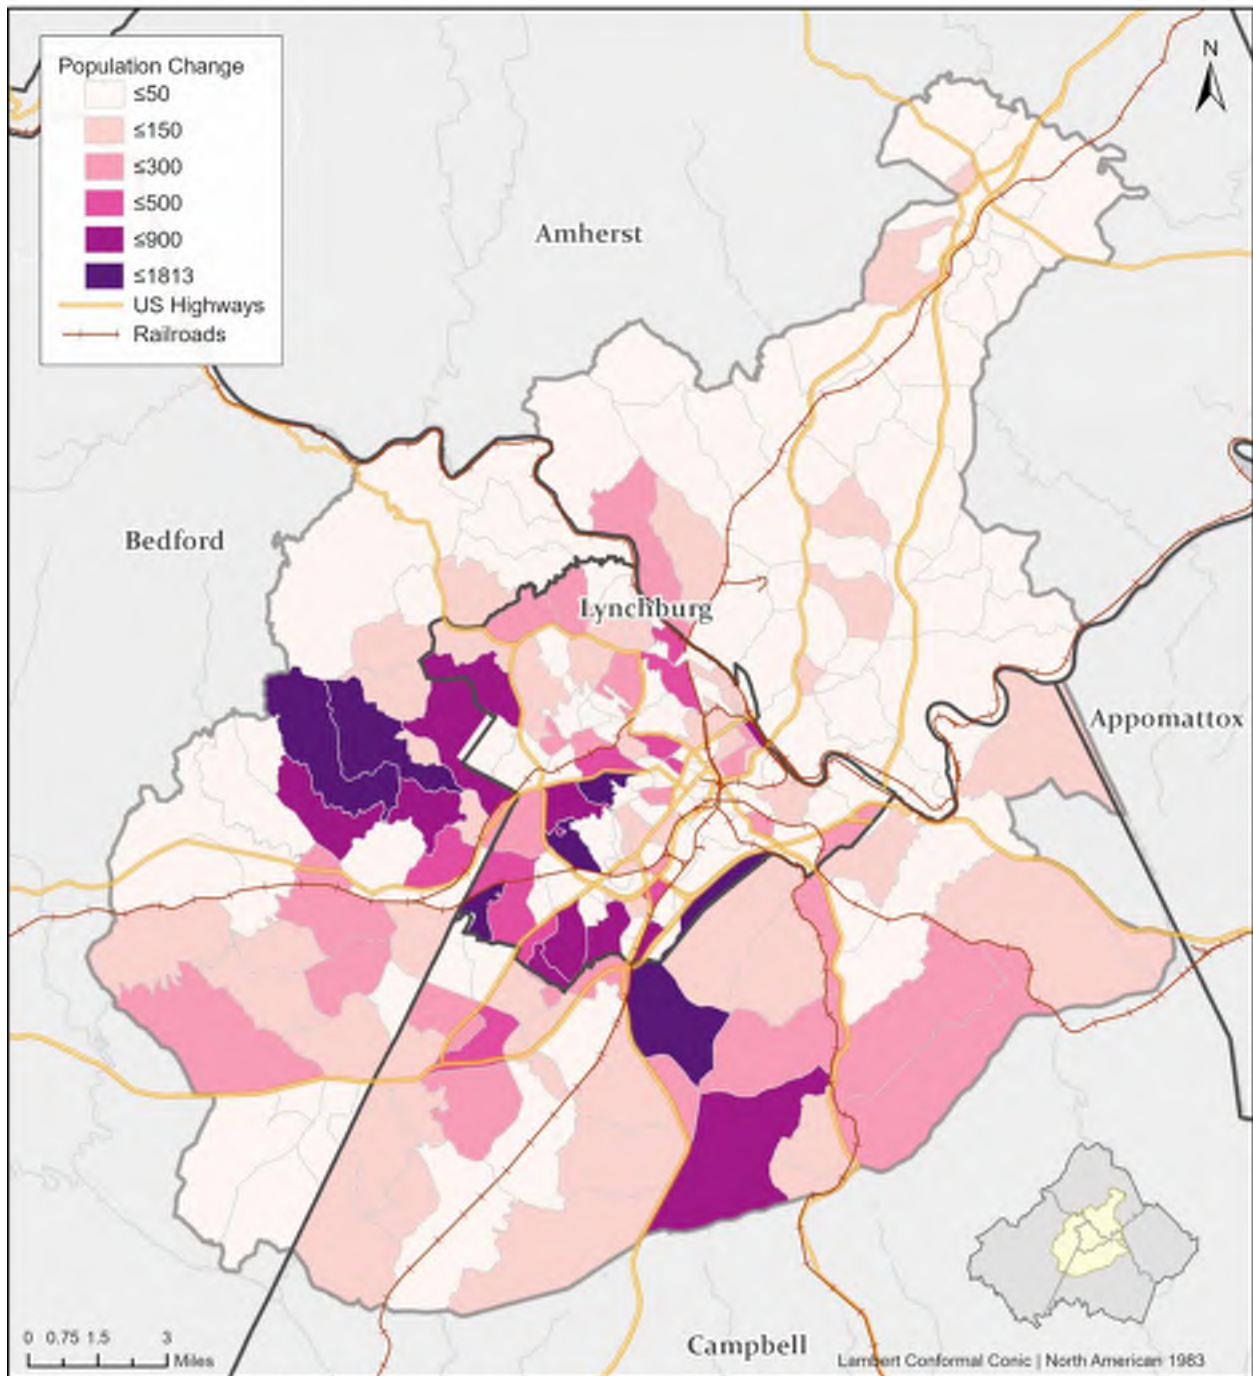 N
Population Change
≤50
≤150
≤300
≤500
≤900
≤1813
US Highways
Railroads
Amherst
Bedford
Lynchburg
Appomattox
0 0.75 1.5 3
Miles
Campbell
Lambert Conformal Conic | North American 1983